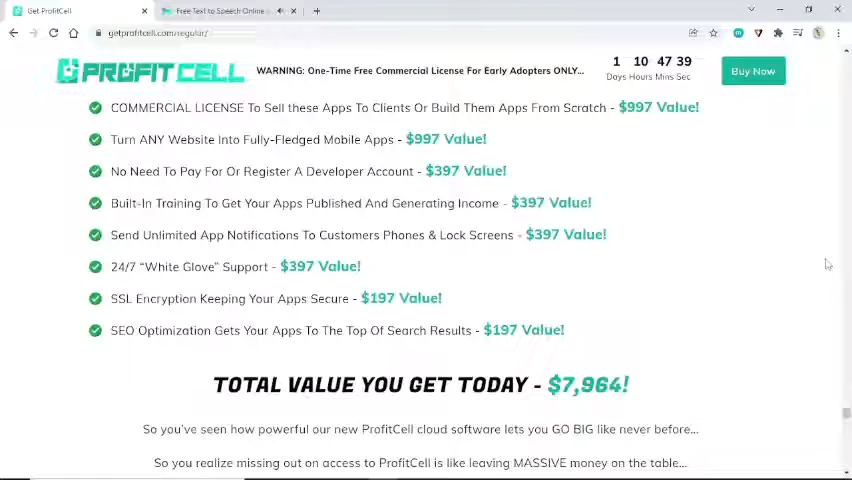 Get ProfitCell
Free Text to Speech Online
getprofitcell.com/regular/
PROFIT CELL
WARNING: One-Time Free Commercial License For Early Adopters ONLY...
1 10 47 39
Days Hours Mins Sec
Buy Now
COMMERCIAL LICENSE To Sell these Apps To Clients Or Build Them Apps From Scratch - $997 Value!
Turn ANY Website Into Fully-Fledged Mobile Apps - $997 Value!
No Need To Pay For Or Register A Developer Account - $397 Value!
Built-In Training To Get Your Apps Published And Generating Income - $397 Value!
Send Unlimited App Notifications To Customers Phones & Lock Screens - $397 Value!
24/7 “White Glove” Support - $397 Value!
SSL Encryption Keeping Your Apps Secure - $197 Value!
SEO Optimization Gets Your Apps To The Top Of Search Results - $197 Value!
TOTAL VALUE YOU GET TODAY - $7,964!
So you’ve seen how powerful our new ProfitCell cloud software lets you GO BIG like never before...
So you realize missing out on access to ProfitCell is like leaving MASSIVE money on the table...